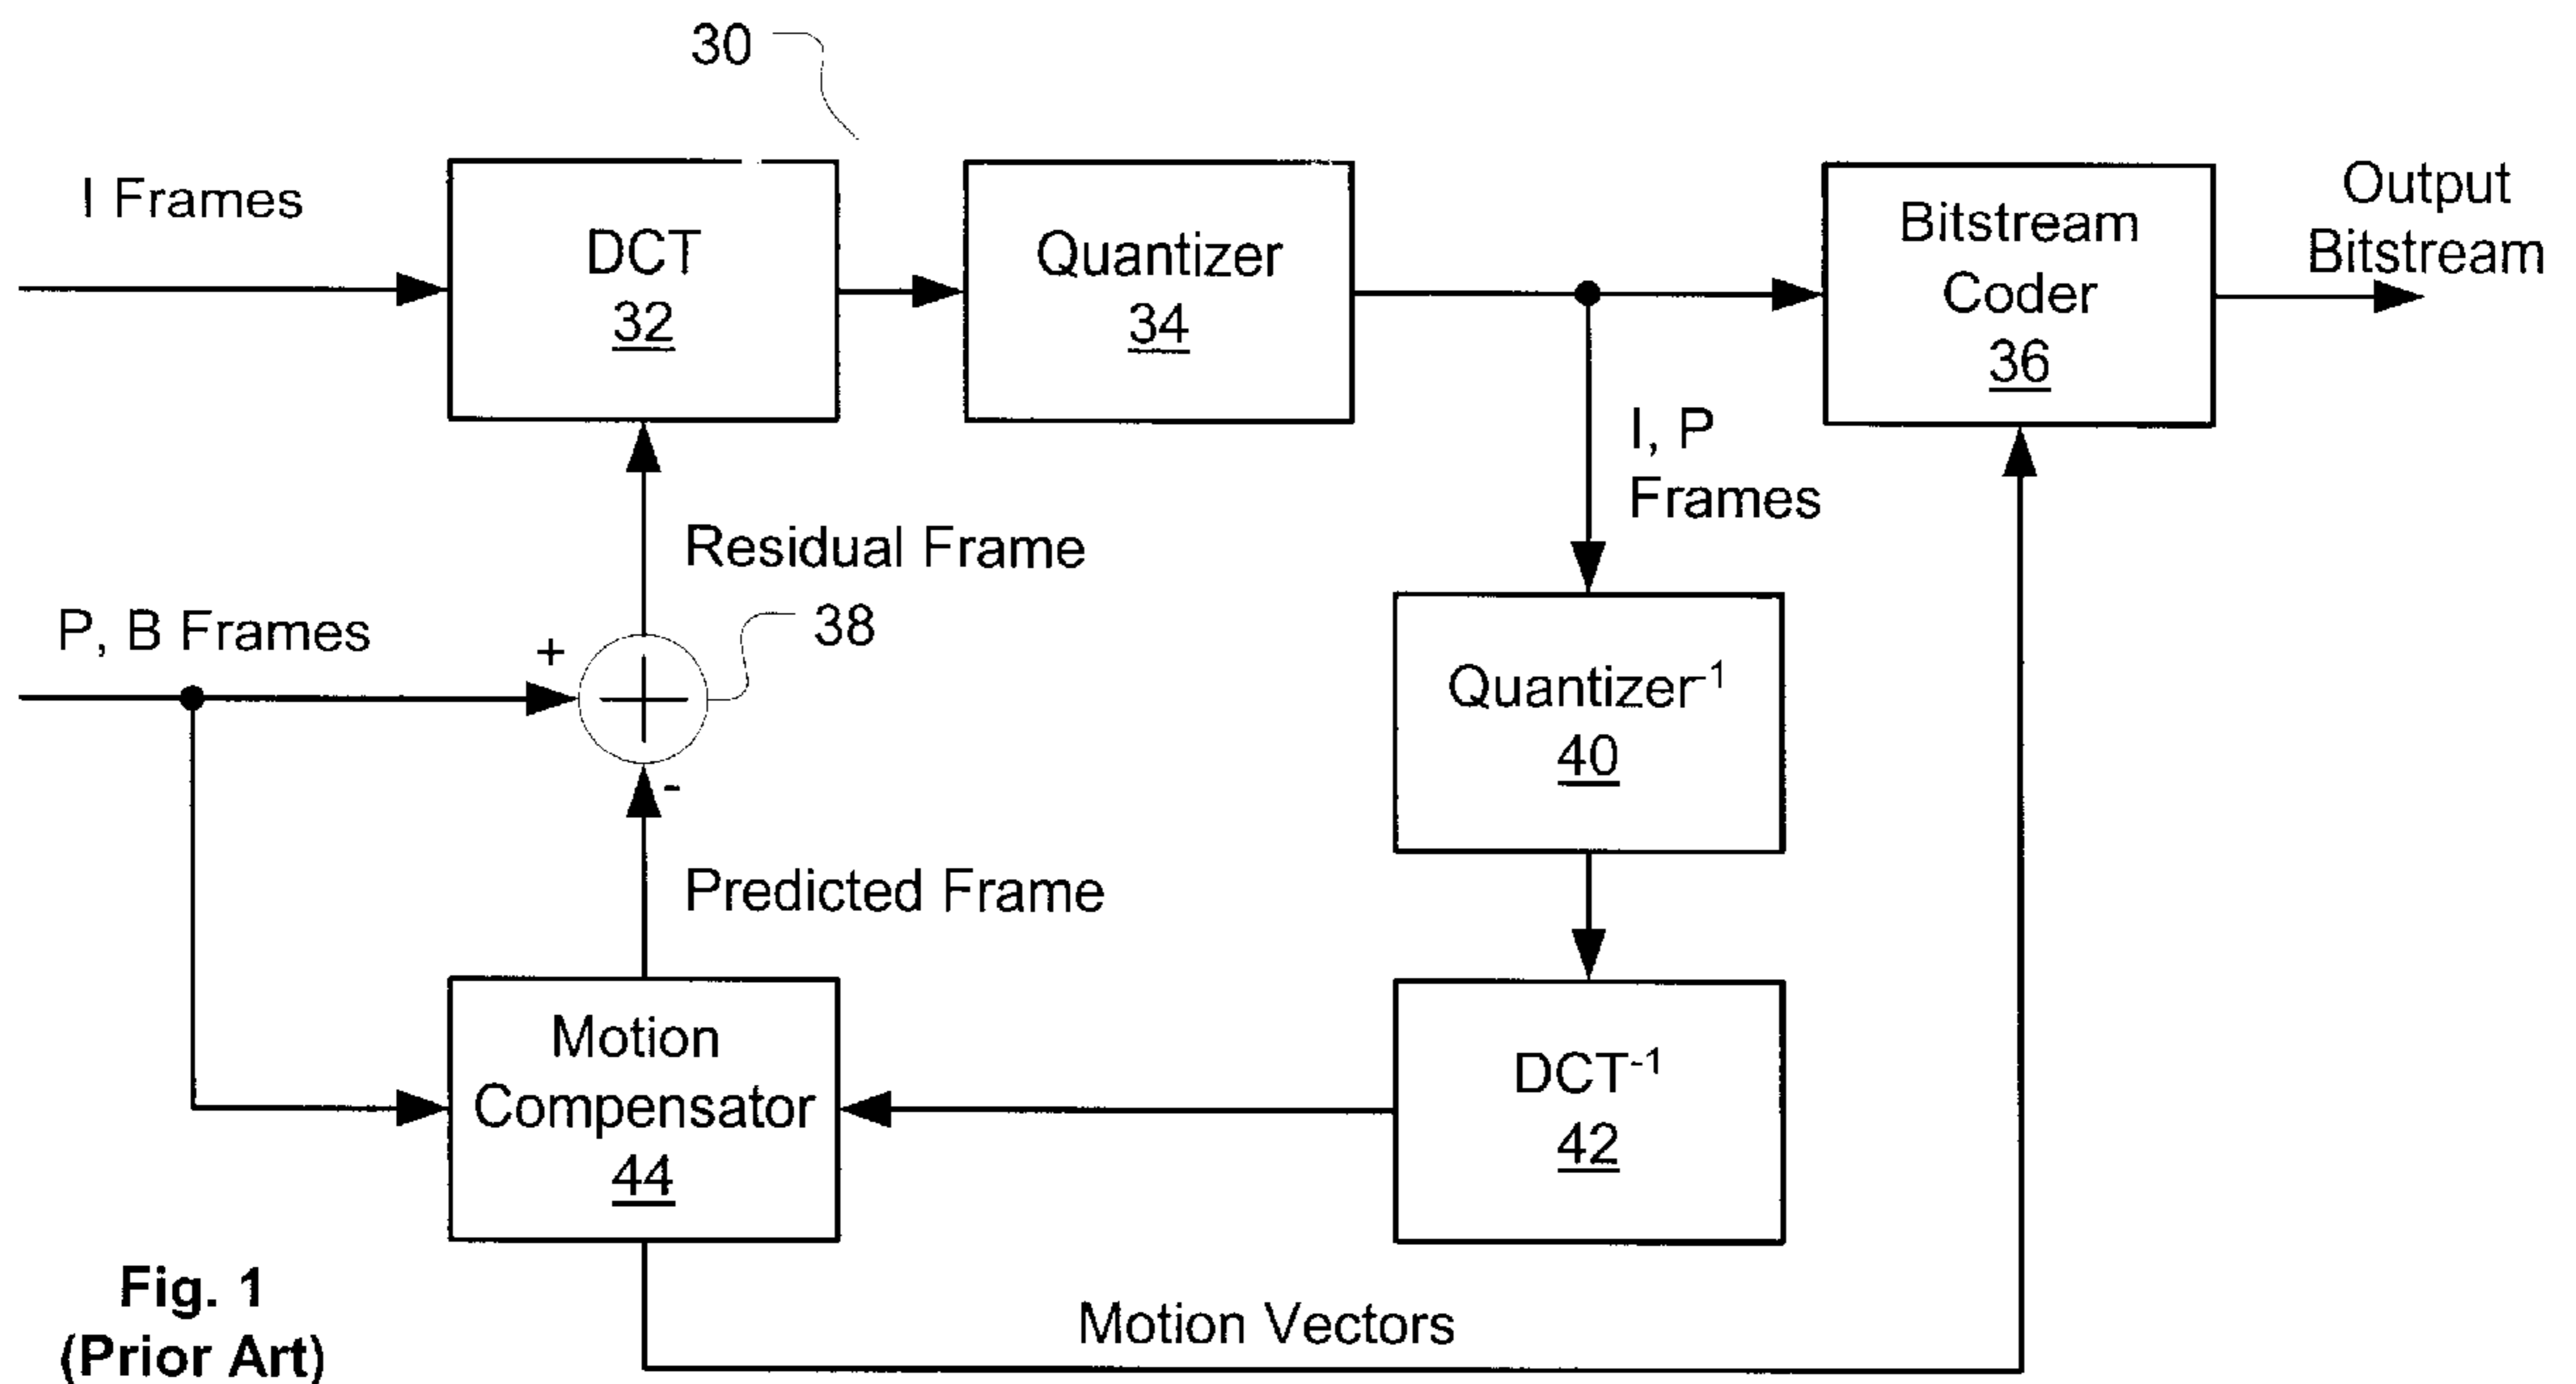 30
I Frames
DCT
32
Quantizer
34
Bitstream
Coder
36
Output
Bitstream
I, P
Frames
Residual Frame
P, B Frames
+
38
-
Quantizer-1
40
Predicted Frame
Motion
Compensator
44
DCT-1
42
Motion Vectors
Fig. 1
(Prior Art)